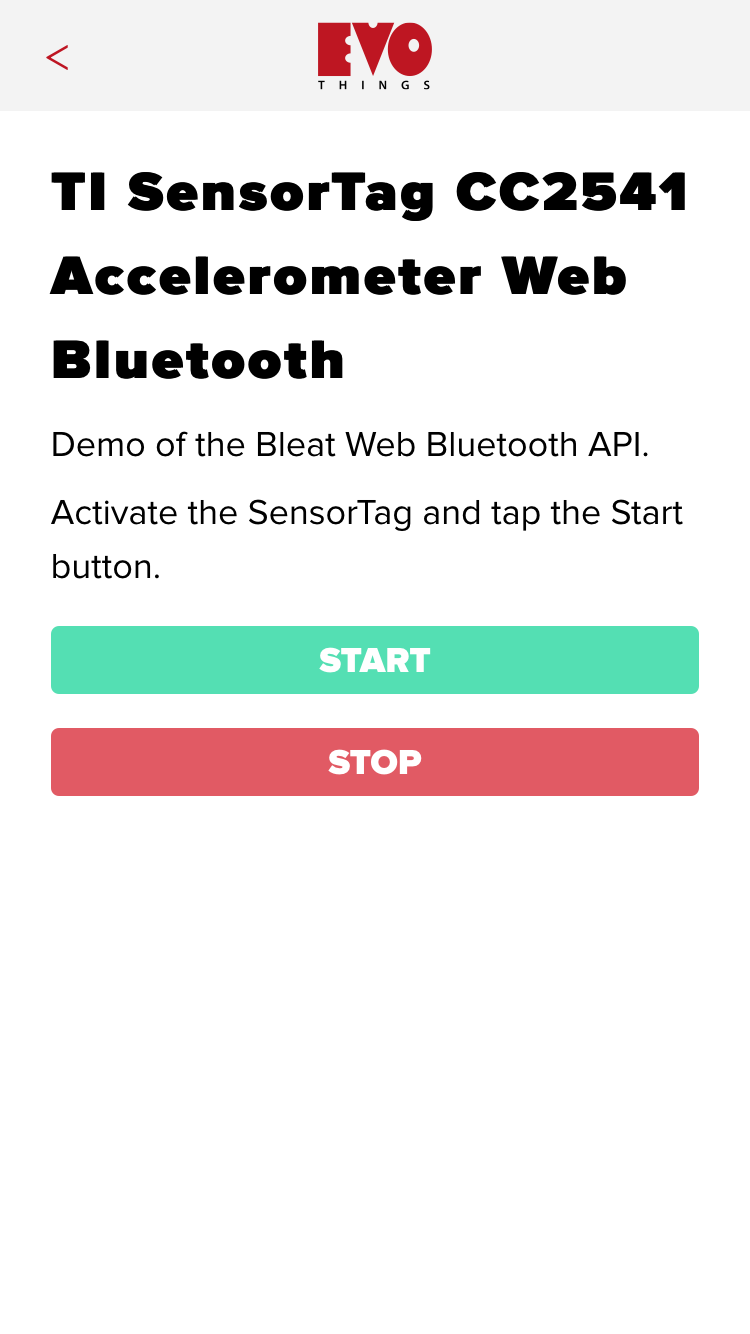 <
EVO
THINGS
TI SensorTag CC2541
Accelerometer Web
Bluetooth
Demo of the Bleat Web Bluetooth API.
Activate the SensorTag and tap the Start
button.
START
STOP